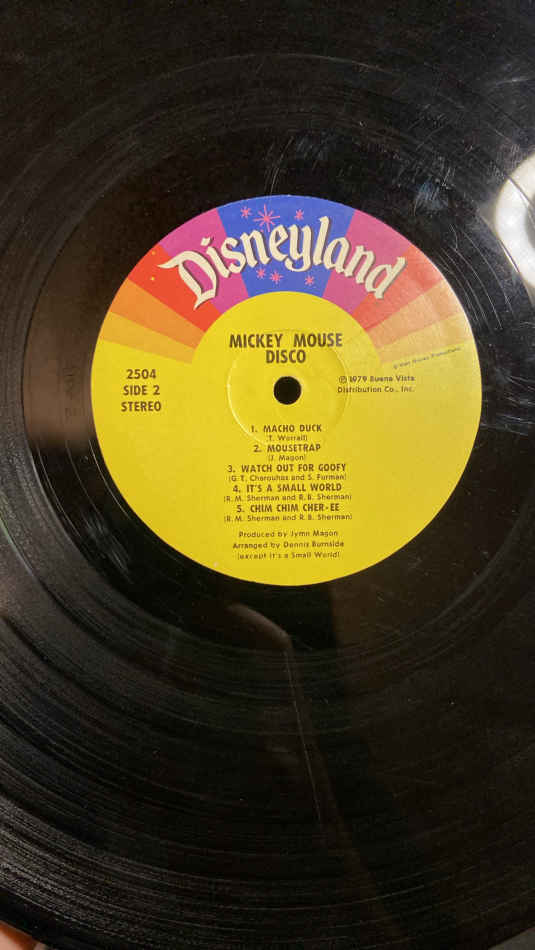 Disneyland
MICKEY MOUSE
DISCO
2504
SIDE 2
STEREO
℗ 1979 Buena Vista
Distribution Co., Inc.
1. MACHO DUCK
(T. Worrall)
2. MOUSETRAP
(J. Magon)
3. WATCH OUT FOR GOOFY
(G. T. Charouhas and S. Furman)
4. IT'S A SMALL WORLD
(R. M. Sherman and R. B. Sherman)
5. CHIM CHIM CHER-EE
(R. M. Sherman and R. B. Sherman)
Produced by Jymn Magon
Arranged by Dennis Burnside
(except It's a Small World)